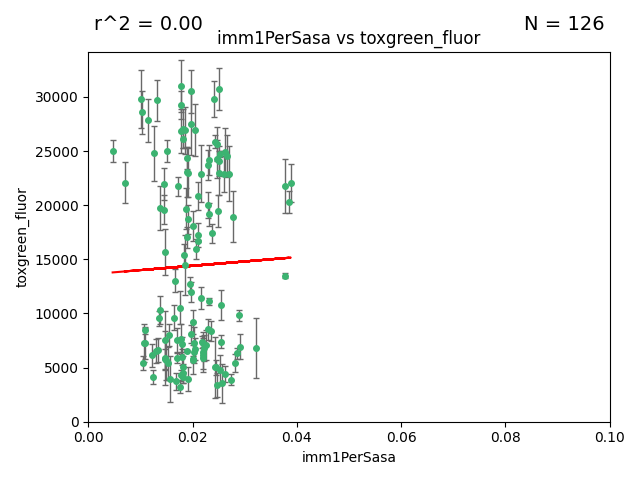 r^2 = 0.00
N = 126
imm1PerSasa vs toxgreen_fluor
toxgreen_fluor
30000
25000
20000
15000
10000
5000
0
0.00
0.02
0.04
0.06
0.08
0.10
imm1PerSasa